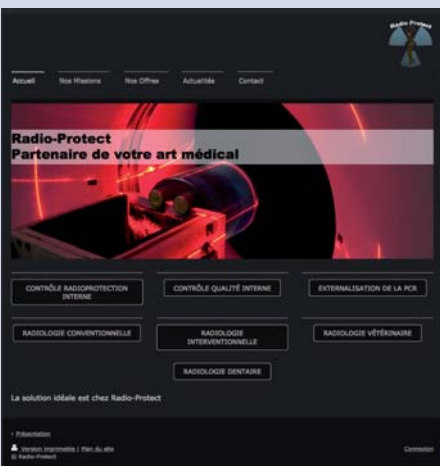 Radio Protect
Accueil Nos Missions Nos Offres Actualités Contact
Radio-Protect
Partenaire de votre art médical
CONTRÔLE RADIOPROTECTION
INTERNE
CONTRÔLE QUALITÉ INTERNE
EXTERNALISATION DE LA PCR
RADIOLOGIE CONVENTIONNELLE
RADIOLOGIE
INTERVENTIONNELLE
RADIOLOGIE VÉTÉRINAIRE
RADIOLOGIE DENTAIRE
La solution idéale est chez Radio-Protect
› Présentation
Version imprimable | Plan du site
© Radio-Protect
Connexion